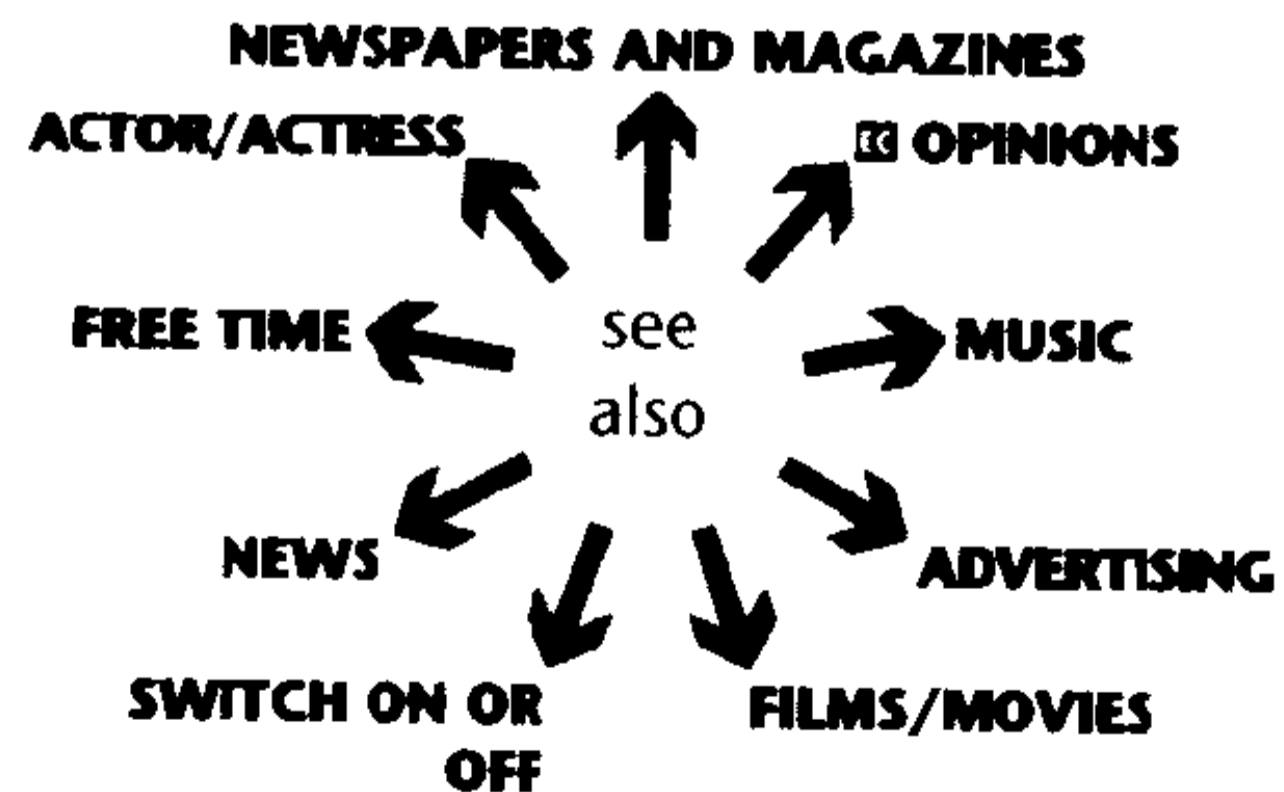 NEWSPAPERS AND MAGAZINES
ACTOR/ACTRESS
EC OPINIONS
FREE TIME
see
also
MUSIC
NEWS
ADVERTISING
SWITCH ON OR
OFF
FILMS/MOVIES